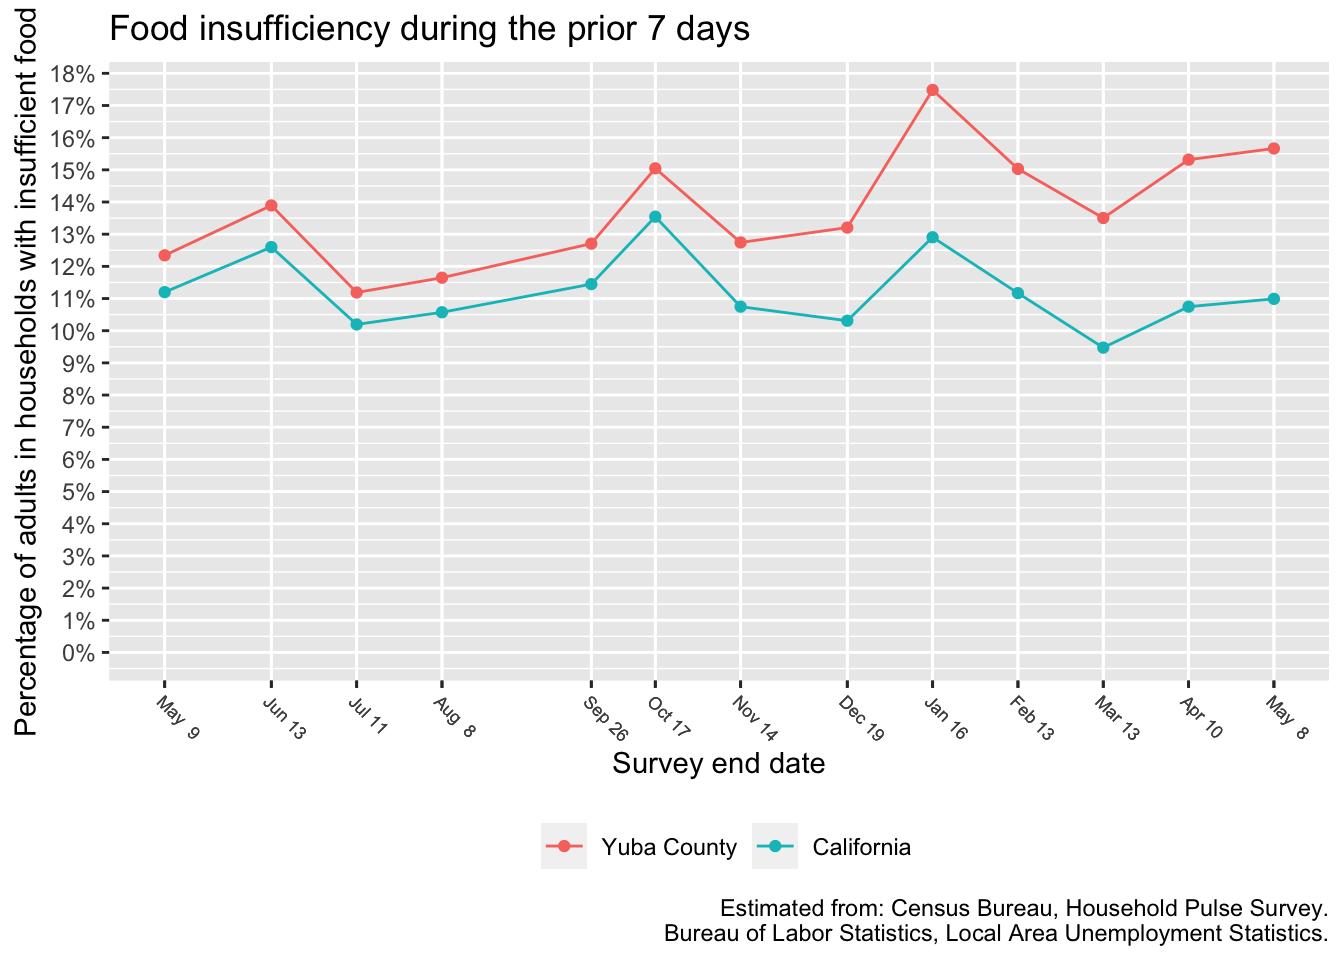 Food insufficiency during the prior 7 days
Percentage of adults in households with insufficient food
18%
17%
16%
15%
14%
13%
12%
11%
10%
9%
8%
7%
6%
5%
4%
3%
2%
1%
0%
May 9
Jun 13
Jul 11
Aug 8
Sep 26
Oct 17
Nov 14
Dec 19
Jan 16
Feb 13
Mar 13
Apr 10
May 8
Survey end date
Yuba County
California
Estimated from: Census Bureau, Household Pulse Survey.
Bureau of Labor Statistics, Local Area Unemployment Statistics.